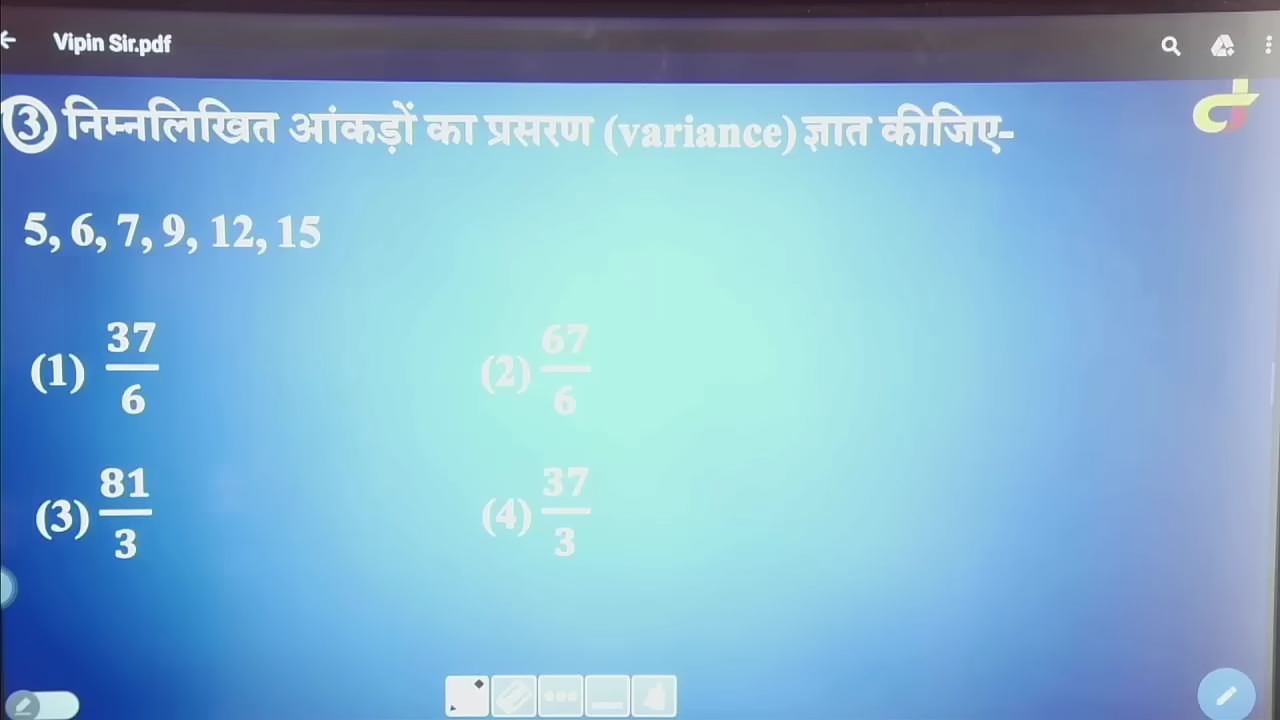 Vipin Sir.pdf
3 निम्नलिखित आंकड़ों का प्रसरण (variance) ज्ञात कीजिए-
5, 6, 7, 9, 12, 15
(1) 37/6 (2) 67/6
(3) 81/3 (4) 37/3